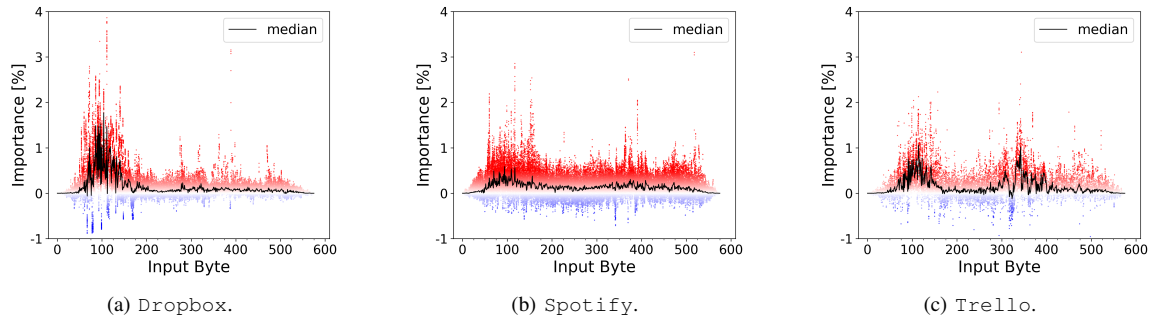 4
3
2
1
0
-1
Importance [%]
median
0 100 200 300 400 500 600
Input Byte
(a) Dropbox.
4
3
2
1
0
-1
Importance [%]
median
0 100 200 300 400 500 600
Input Byte
(b) Spotify.
4
3
2
1
0
-1
Importance [%]
median
0 100 200 300 400 500 600
Input Byte
(c) Trello.